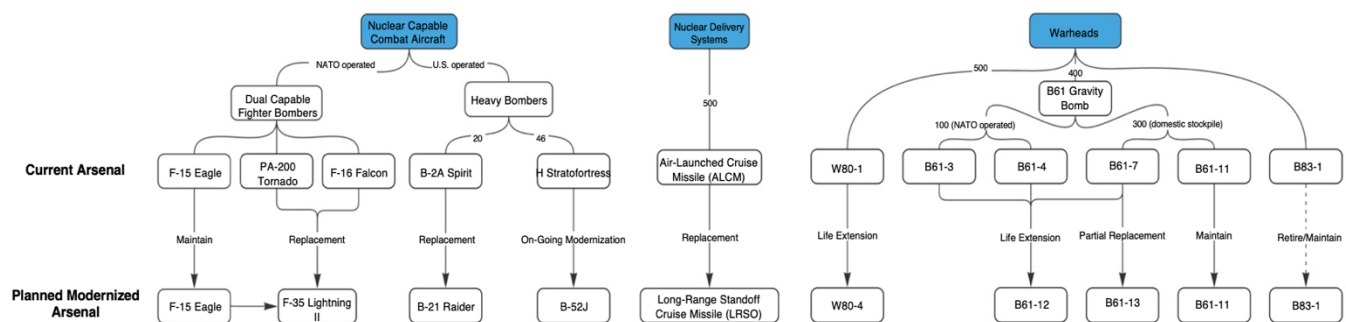 Nuclear Capable
Combat Aircraft
Nuclear Delivery
Systems
Warheads
NATO operated
U.S. operated
500
400
Dual Capable
Fighter Bombers
Heavy Bombers
500
B61 Gravity
Bomb
20
46
100 (NATO operated)
300 (domestic stockpile)
Current Arsenal
F-15 Eagle
PA-200
Tornado
F-16 Falcon
B-2A Spirit
H Stratofortress
Air-Launched Cruise
Missile (ALCM)
W80-1
B61-3
B61-4
B61-7
B61-11
B83-1
Maintain
Replacement
Replacement
On-Going Modernization
Replacement
Life Extension
Life Extension
Partial Replacement
Maintain
Retire/Maintain
Planned Modernized
Arsenal
F-15 Eagle
F-35 Lightning
II
B-21 Raider
B-52J
Long-Range Standoff
Cruise Missile (LRSO)
W80-4
B61-12
B61-13
B61-11
B83-1